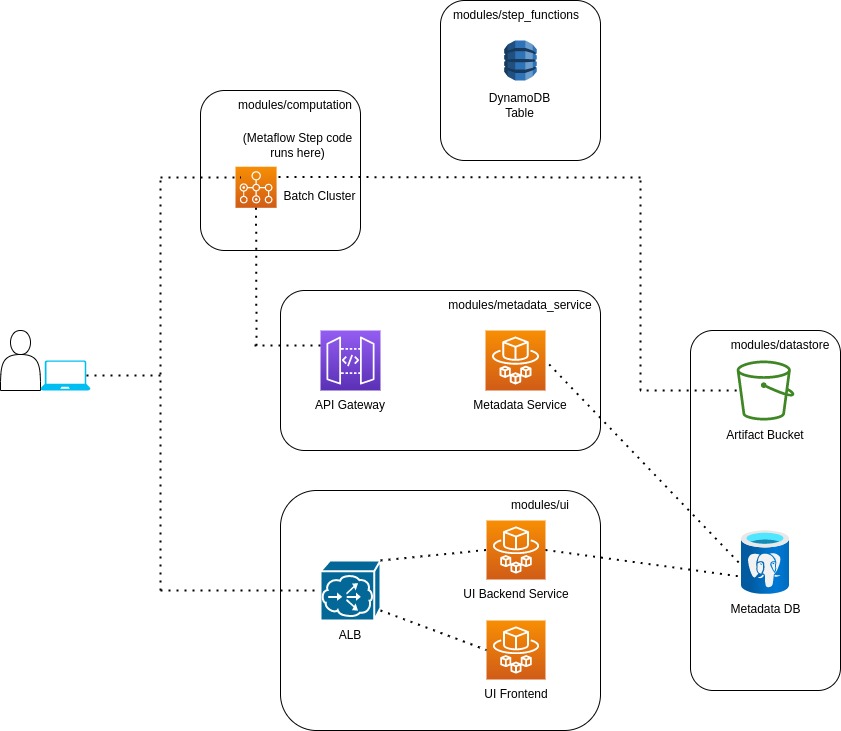 modules/step_functions
DynamoDB
Table
modules/computation
(Metaflow Step code
runs here)
Batch Cluster
modules/metadata_service
API Gateway
Metadata Service
modules/datastore
Artifact Bucket
Metadata DB
modules/ui
ALB
UI Backend Service
UI Frontend